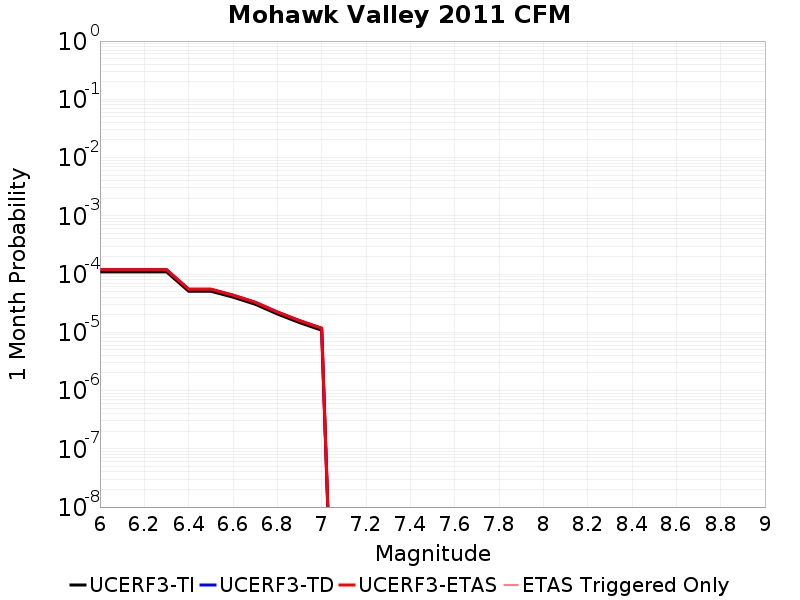 Mohawk Valley 2011 CFM
1 Month Probability
10^0
10^-1
10^-2
10^-3
10^-4
10^-5
10^-6
10^-7
10^-8
6 6.2 6.4 6.6 6.8 7 7.2 7.4 7.6 7.8 8 8.2 8.4 8.6 8.8 9
Magnitude
UCERF3-TI UCERF3-TD UCERF3-ETAS ETAS Triggered Only